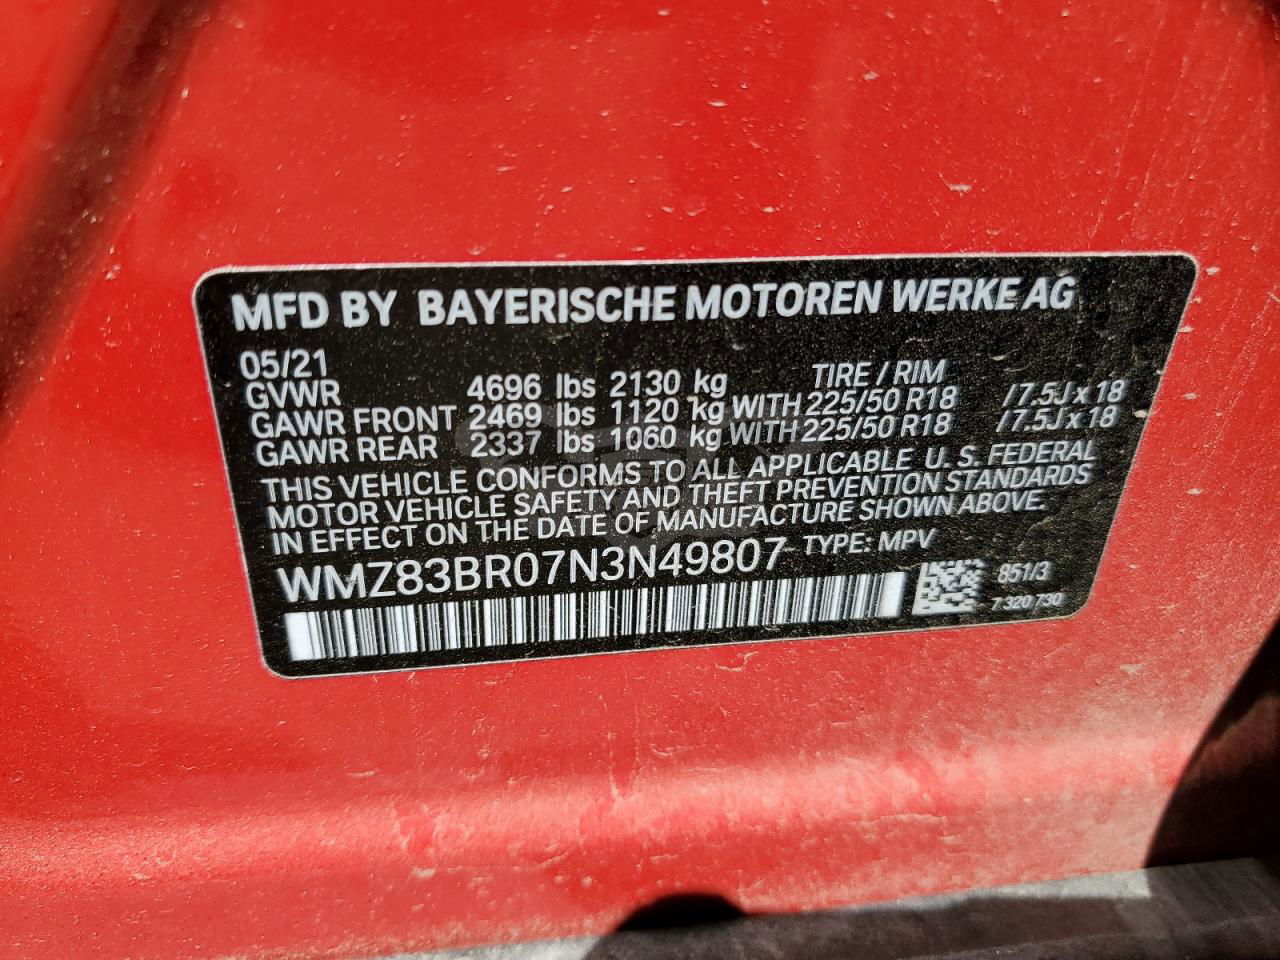 MFD BY BAYERISCHE MOTOREN WERKE AG
05/21
TIRE / RIM
GVWR 4696 lbs 2130 kg
GAWR FRONT 2469 lbs 1120 kg WITH 225/50 R18 /7.5J x 18
GAWR REAR 2337 lbs 1060 kg WITH 225/50 R18 /7.5J x 18
THIS VEHICLE CONFORMS TO ALL APPLICABLE U. S. FEDERAL
MOTOR VEHICLE SAFETY AND THEFT PREVENTION STANDARDS
IN EFFECT ON THE DATE OF MANUFACTURE SHOWN ABOVE.
WMZ83BR07N3N49807 TYPE: MPV
851/3
7 320 730